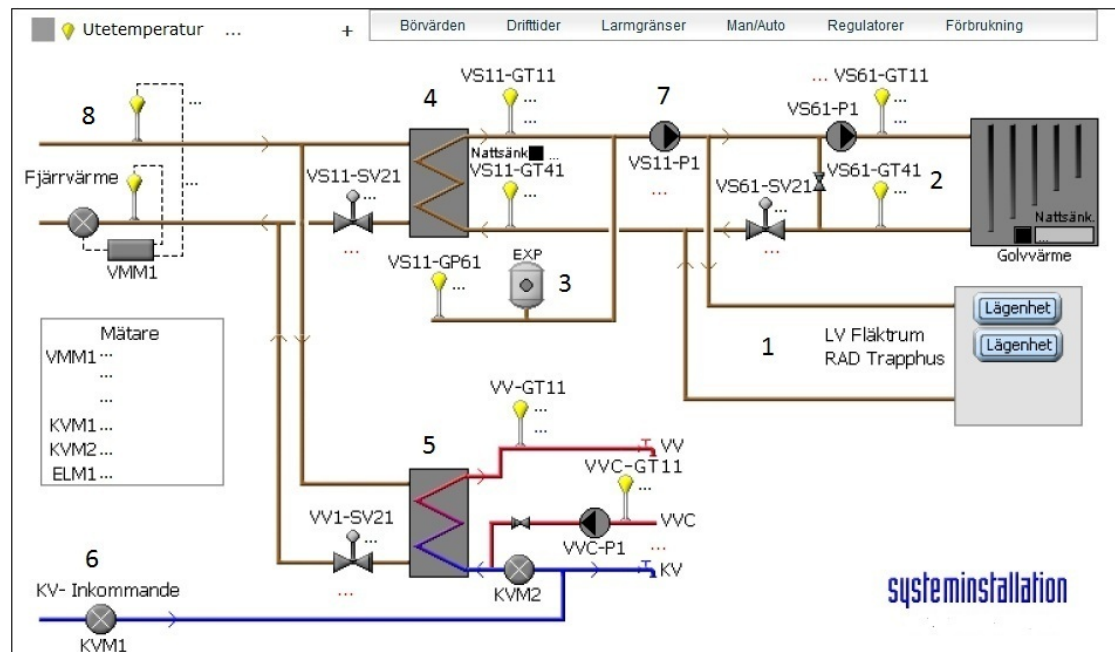 Utetemperatur ... +
Börvärden Drifttider Larmgränser Man/Auto Regulatorer Förbrukning
8
...
...
Fjärrvärme
VMM1
4
VS11-GT11
...
...
Nattsänk. ...
VS11-GT41
...
VS11-SV21
...
...
7
VS11-P1
...
... VS61-GT11
VS61-P1
...
...
VS61-SV21
...
...
VS61-GT41
...
2
Nattsänk.
...
Golvvärme
VS11-GP61
...
EXP
3
1
LV Fläktrum
RAD Trapphus
Lägenhet
Lägenhet
Mätare
VMM1 ...
...
...
KVM1 ...
KVM2 ...
ELM1 ...
5
VV-GT11
...
...
VV
VVC-GT11
...
VVC
VVC-P1
...
VV1-SV21
...
...
KVM2
KV
6
KV- Inkommande
KVM1
systeminstallation